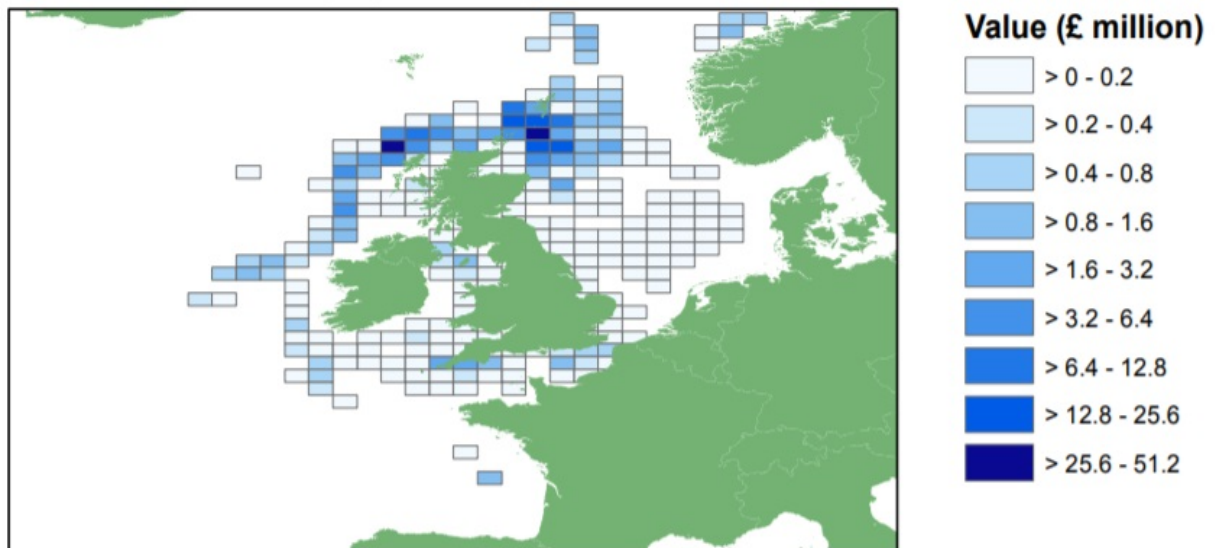 Value (£ million)
> 0 - 0.2
> 0.2 - 0.4
> 0.4 - 0.8
> 0.8 - 1.6
> 1.6 - 3.2
> 3.2 - 6.4
> 6.4 - 12.8
> 12.8 - 25.6
> 25.6 - 51.2